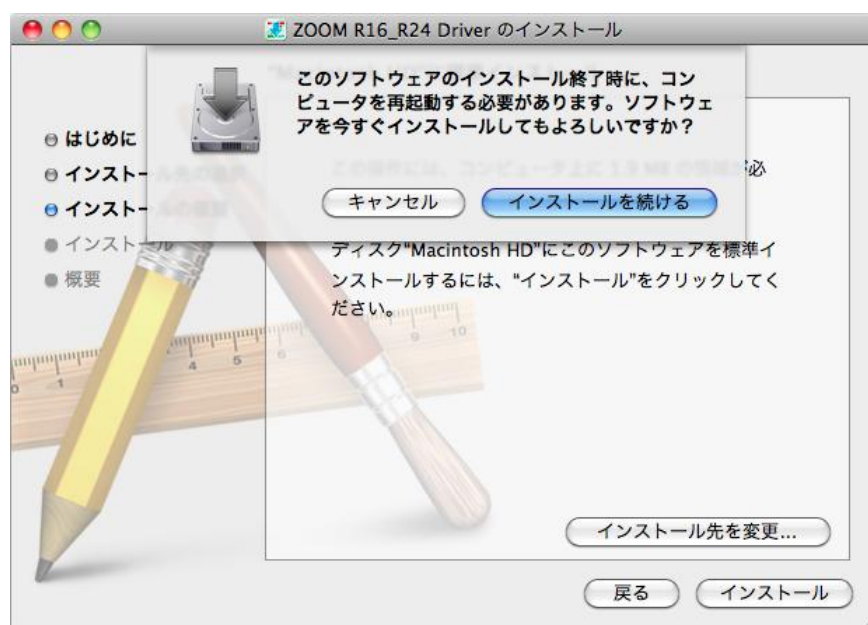 ZOOM R16_R24 Driver のインストール
このソフトウェアのインストール終了時に、コン
ピュータを再起動する必要があります。ソフトウェ
アを今すぐインストールしてもよろしいですか？
キャンセル
インストールを続ける
はじめに
インストー
インストー
インストール
概要
必
ディスク“Macintosh HD”にこのソフトウェアを標準イ
ンストールするには、“インストール”をクリックしてく
ださい。
0 1 4 5 6 9 10
インストール先を変更...
戻る
インストール